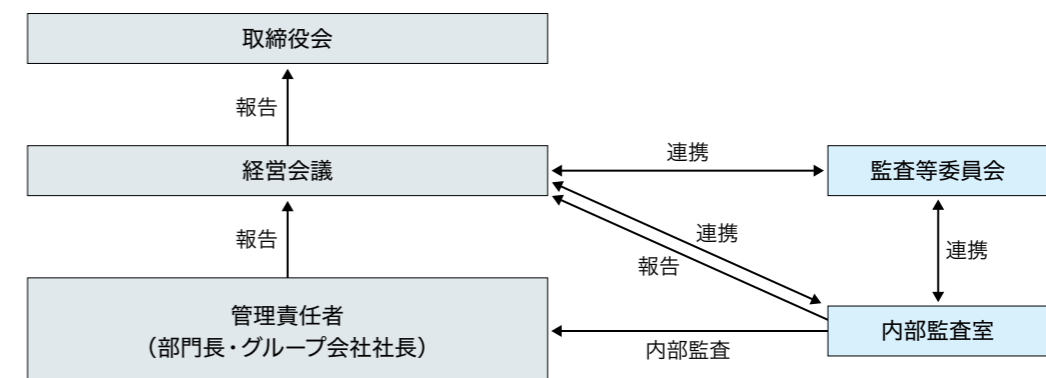 取締役会
報告
経営会議
連携
監査等委員会
報告
連携
報告
連携
管理責任者
（部門長・グループ会社社長）
内部監査
内部監査室